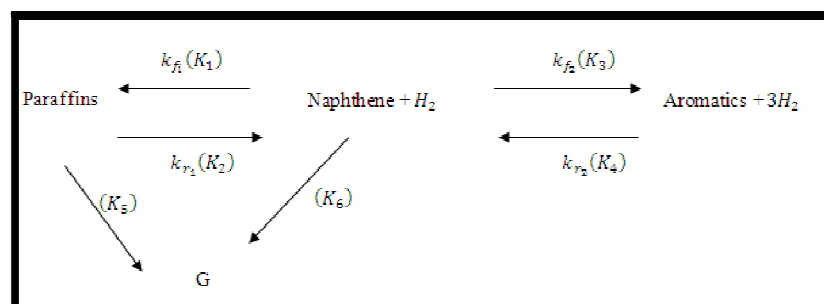 k_{f_1}(K_1) k_{f_2}(K_3)
Paraffins Naphthene + H_2 Aromatics + 3H_2
k_{r_1}(K_2) k_{r_2}(K_4)
(K_5) (K_6)
G